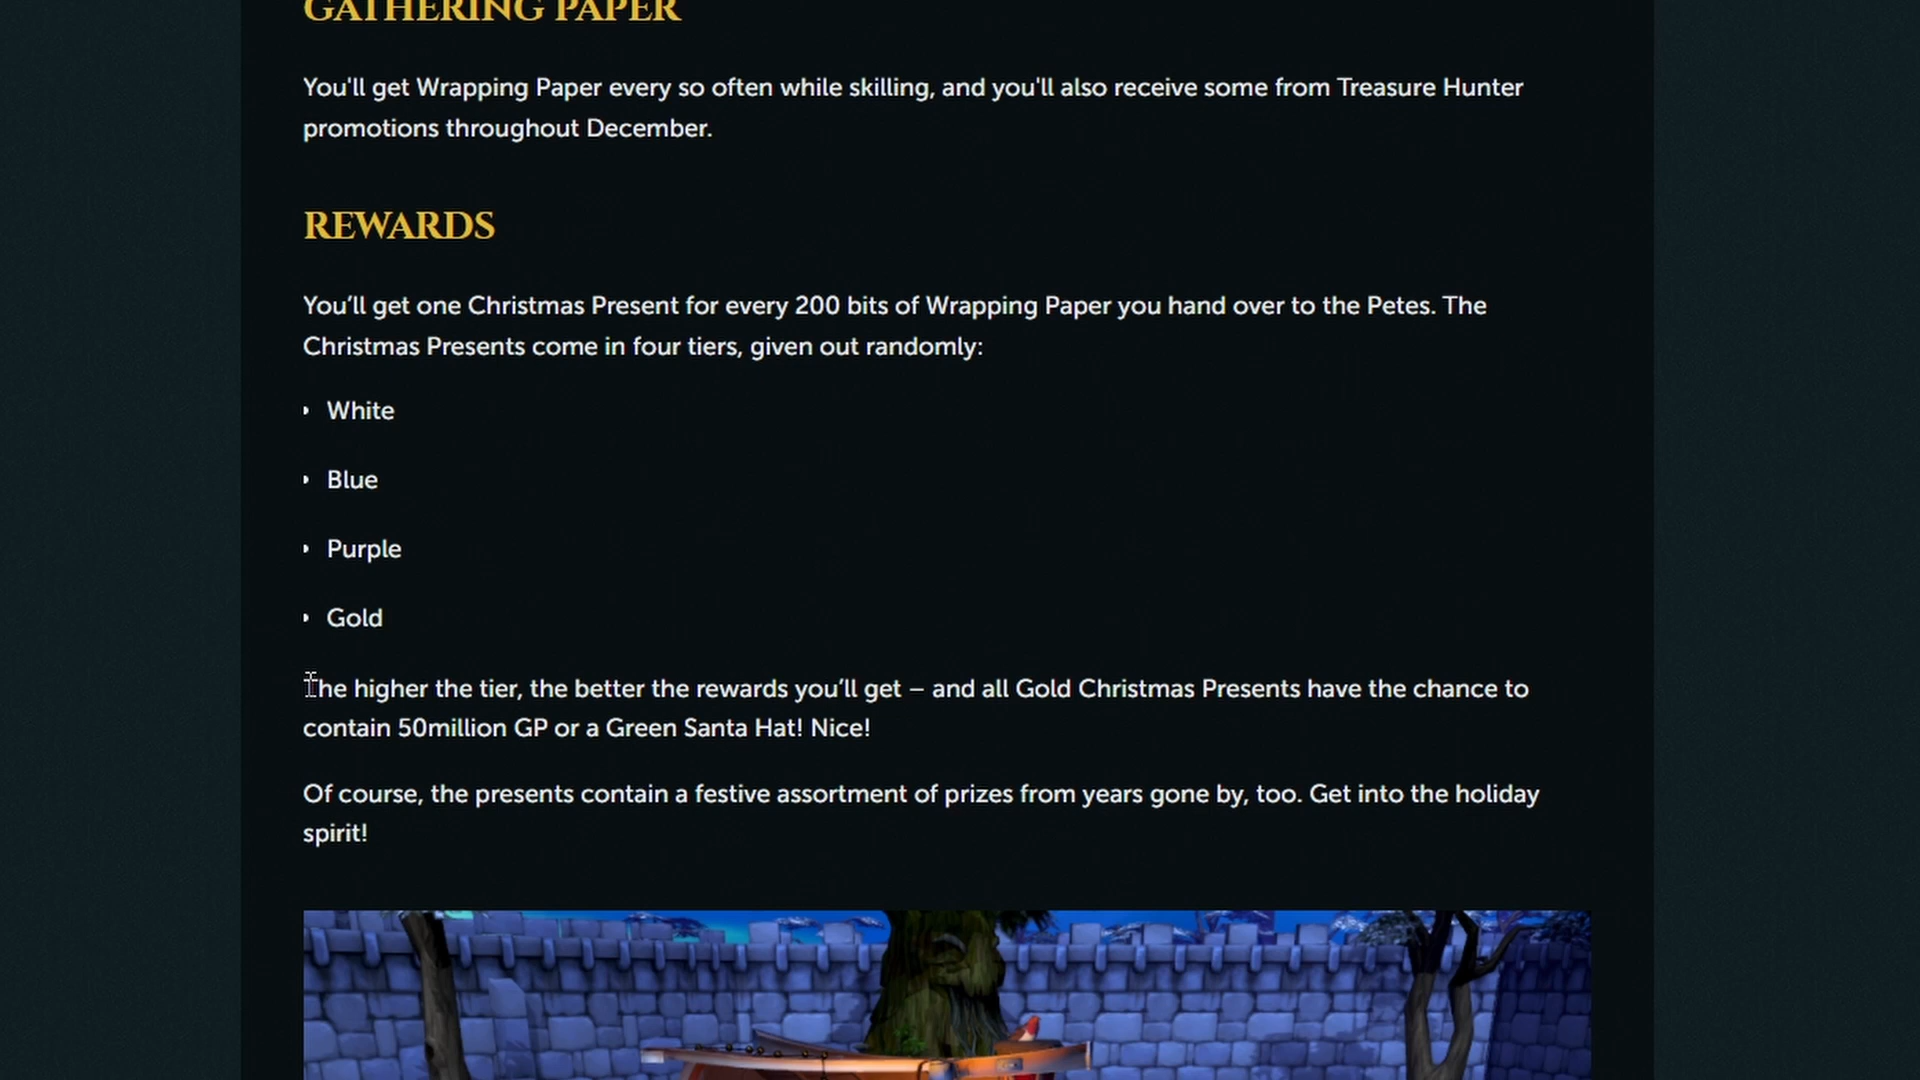 GATHERING PAPER
You'll get Wrapping Paper every so often while skilling, and you'll also receive some from Treasure Hunter
promotions throughout December.
REWARDS
You’ll get one Christmas Present for every 200 bits of Wrapping Paper you hand over to the Petes. The
Christmas Presents come in four tiers, given out randomly:
• White
• Blue
• Purple
• Gold
The higher the tier, the better the rewards you’ll get – and all Gold Christmas Presents have the chance to
contain 50million GP or a Green Santa Hat! Nice!
Of course, the presents contain a festive assortment of prizes from years gone by, too. Get into the holiday
spirit!